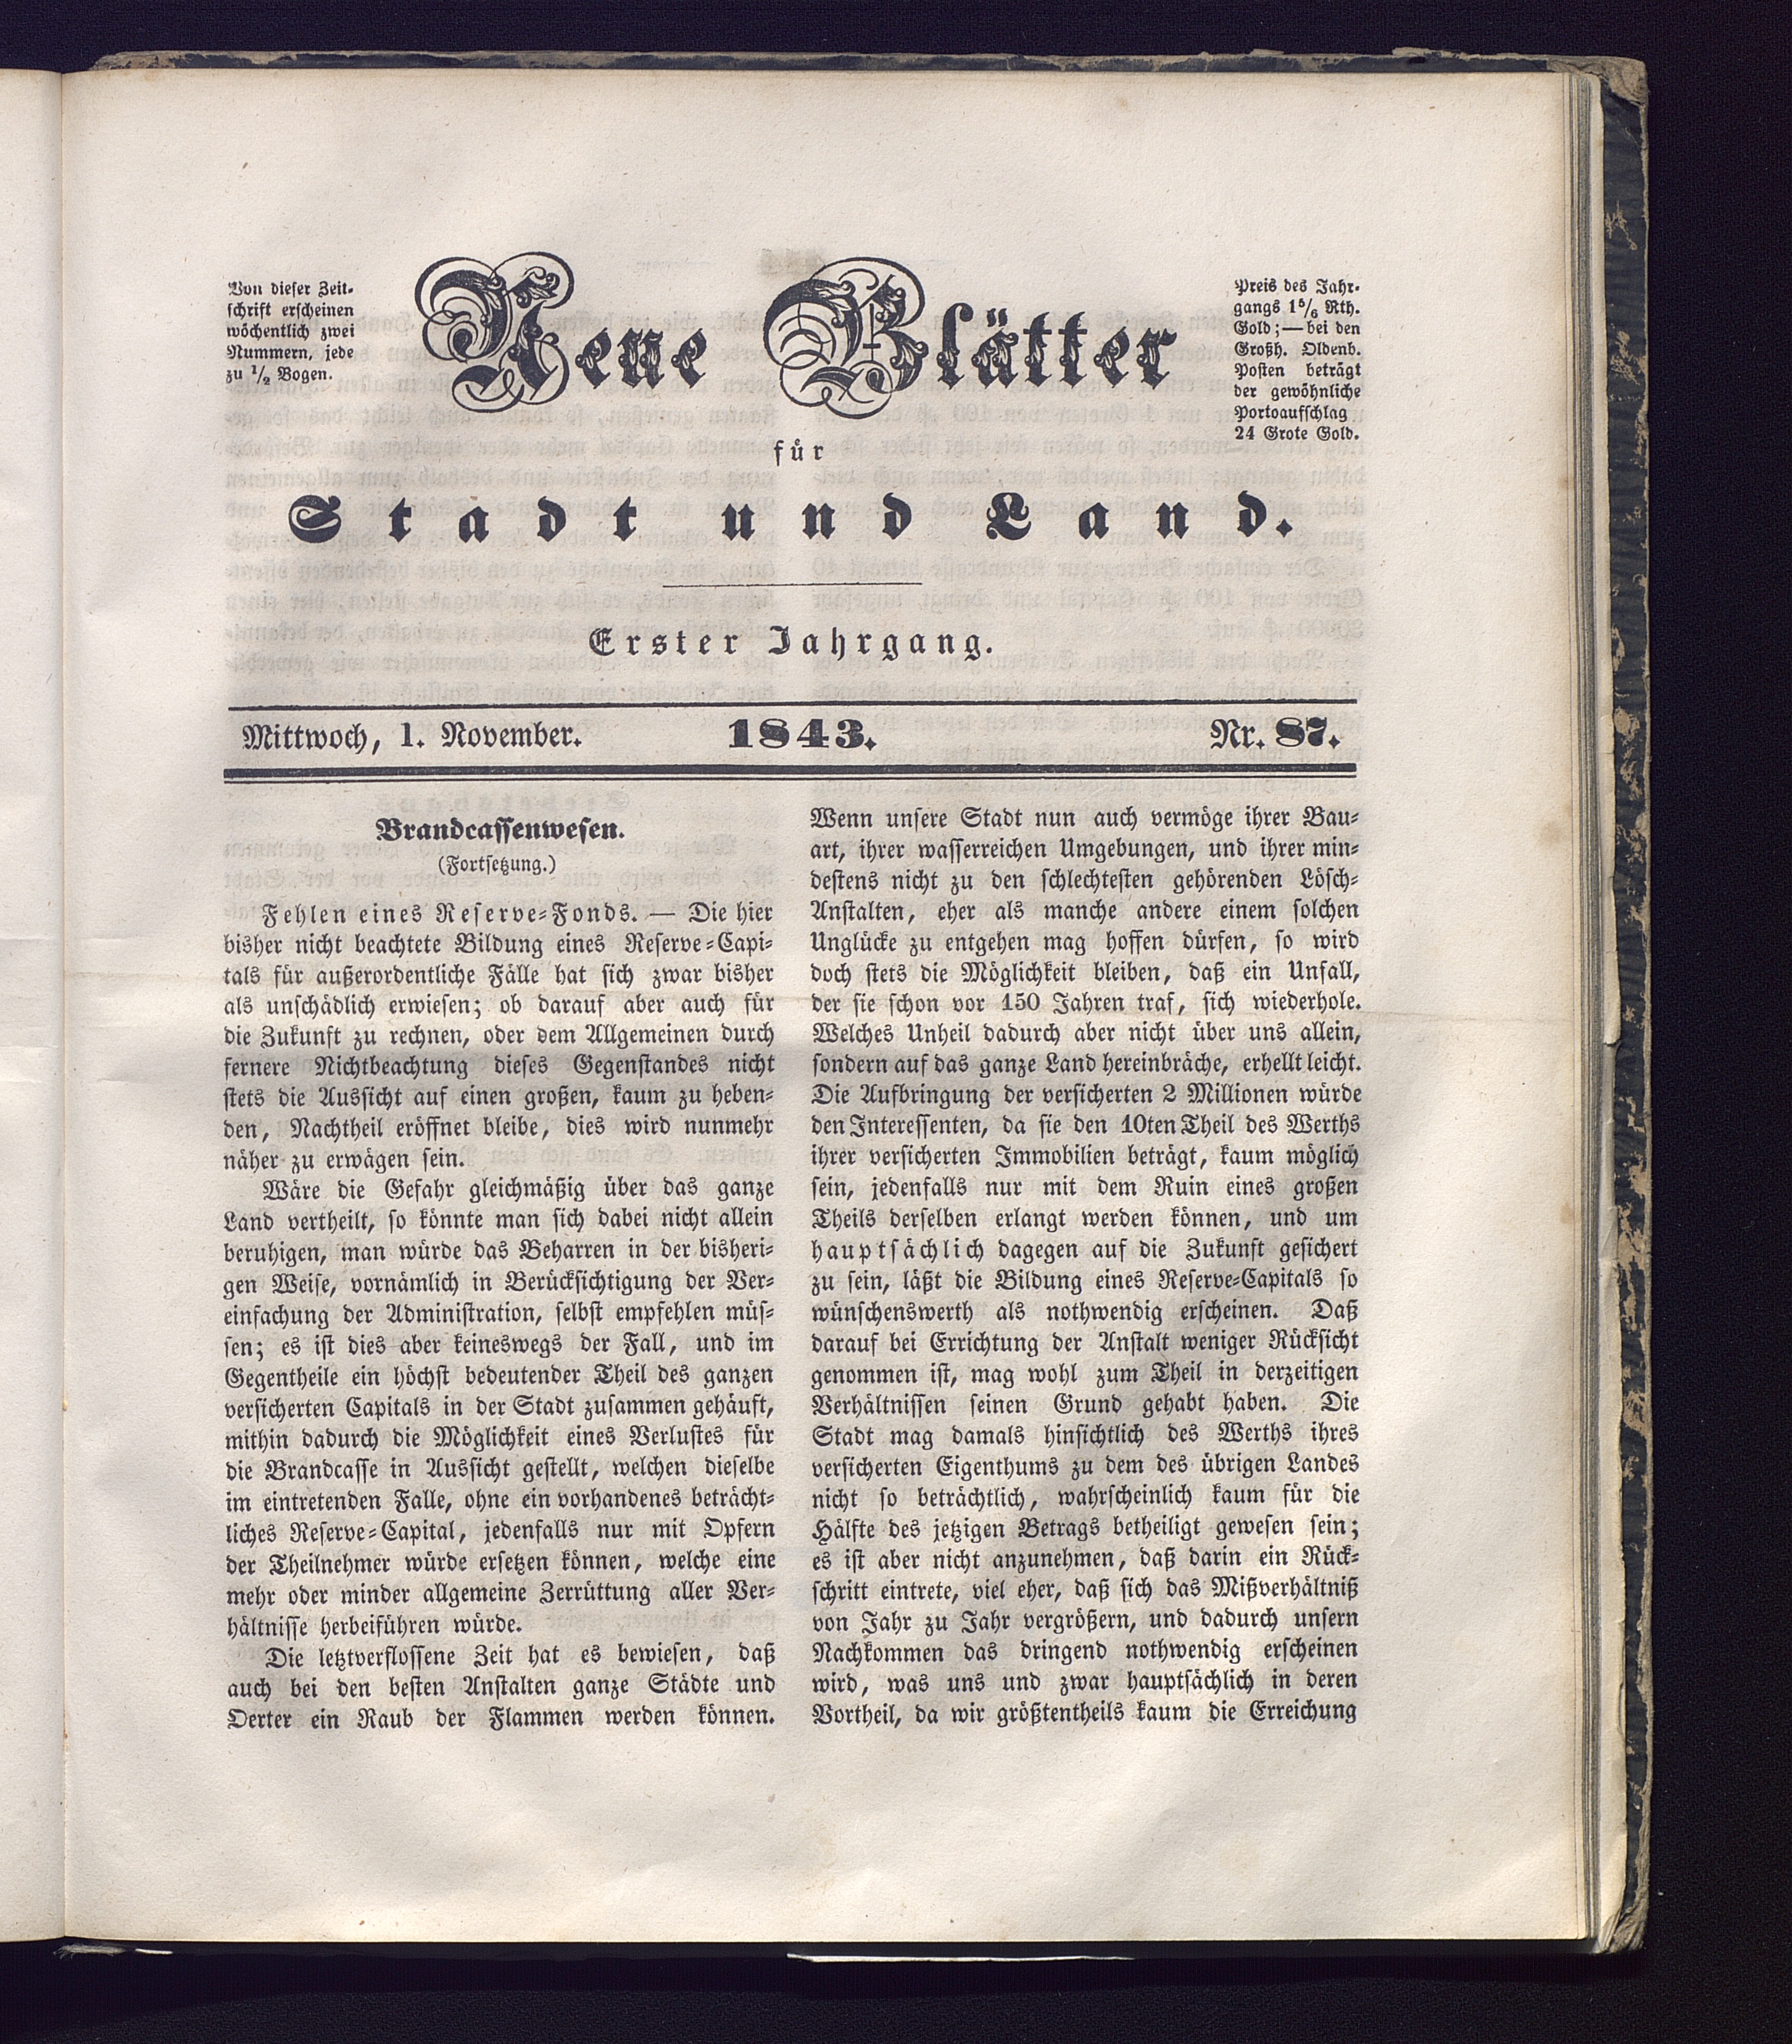 Von dieser Zeit-
schrift erscheinen
wöchentlich zwei
Nummern, jede
zu 1/2 Bogen.
Neue Blätter
für
Stadt und Land.
Preis des Jahr-
gangs 1 5/6 Rth.
Gold; — bei den
Großh. Oldenb.
Posten beträgt
der gewöhnliche
Portoaufschlag
24 Grote Gold.
Erster Jahrgang.
Mittwoch, 1. November. 1843. Nr. 87.
Brandcassenwesen.
(Fortsetzung.)
Fehlen eines Reserve-Fonds. — Die hier
bisher nicht beachtete Bildung eines Reserve-Capi-
tals für außerordentliche Fälle hat sich zwar bisher
als unschädlich erwiesen; ob darauf aber auch für
die Zukunft zu rechnen, oder dem Allgemeinen durch
fernere Nichtbeachtung dieses Gegenstandes nicht
stets die Aussicht auf einen großen, kaum zu heben-
den, Nachtheil eröffnet bleibe, dies wird nunmehr
näher zu erwägen sein.
Wäre die Gefahr gleichmäßig über das ganze
Land vertheilt, so könnte man sich dabei nicht allein
beruhigen, man würde das Beharren in der bisheri-
gen Weise, vornämlich in Berücksichtigung der Ver-
einfachung der Administration, selbst empfehlen müs-
sen; es ist dies aber keineswegs der Fall, und im
Gegentheile ein höchst bedeutender Theil des ganzen
versicherten Capitals in der Stadt zusammen gehäuft,
mithin dadurch die Möglichkeit eines Verlustes für
die Brandcasse in Aussicht gestellt, welchen dieselbe
im eintretenden Falle, ohne ein vorhandenes beträcht-
liches Reserve-Capital, jedenfalls nur mit Opfern
der Theilnehmer würde ersetzen können, welche eine
mehr oder minder allgemeine Zerrüttung aller Ver-
hältnisse herbeiführen würde.
Die letztverflossene Zeit hat es bewiesen, daß
auch bei den besten Anstalten ganze Städte und
Oerter ein Raub der Flammen werden können.
Wenn unsere Stadt nun auch vermöge ihrer Bau-
art, ihrer wasserreichen Umgebungen, und ihrer min-
destens nicht zu den schlechtesten gehörenden Lösch-
Anstalten, eher als manche andere einem solchen
Unglücke zu entgehen mag hoffen dürfen, so wird
doch stets die Möglichkeit bleiben, daß ein Unfall,
der sie schon vor 150 Jahren traf, sich wiederhole.
Welches Unheil dadurch aber nicht über uns allein,
sondern auf das ganze Land hereinbräche, erhellt leicht.
Die Aufbringung der versicherten 2 Millionen würde
den Interessenten, da sie den 10ten Theil des Werths
ihrer versicherten Immobilien beträgt, kaum möglich
sein, jedenfalls nur mit dem Ruin eines großen
Theils derselben erlangt werden können, und um
hauptsächlich dagegen auf die Zukunft gesichert
zu sein, läßt die Bildung eines Reserve-Capitals so
wünschenswerth als nothwendig erscheinen. Daß
darauf bei Errichtung der Anstalt weniger Rücksicht
genommen ist, mag wohl zum Theil in derzeitigen
Verhältnissen seinen Grund gehabt haben. Die
Stadt mag damals hinsichtlich des Werths ihres
versicherten Eigenthums zu dem des übrigen Landes
nicht so beträchtlich, wahrscheinlich kaum für die
Hälfte des jetzigen Betrags betheiligt gewesen sein;
es ist aber nicht anzunehmen, daß darin ein Rück-
schritt eintrete, viel eher, daß sich das Mißverhältniß
von Jahr zu Jahr vergrößern, und dadurch unsern
Nachkommen das dringend nothwendig erscheinen
wird, was uns und zwar hauptsächlich in deren
Vortheil, da wir größtentheils kaum die Erreichung